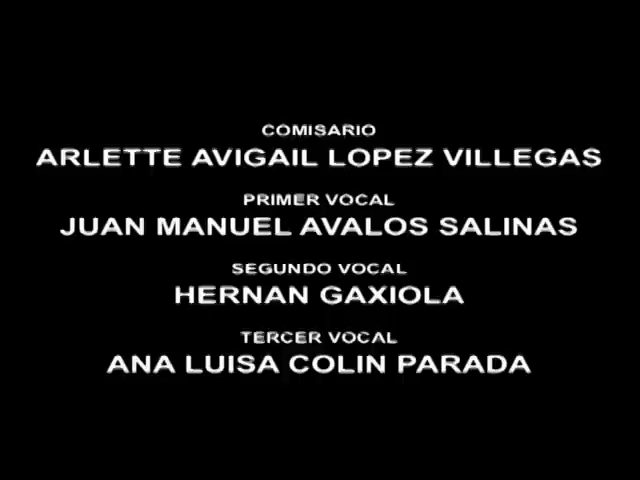 COMISARIO
ARLETTE AVIGAIL LOPEZ VILLEGAS
PRIMER VOCAL
JUAN MANUEL AVALOS SALINAS
SEGUNDO VOCAL
HERNAN GAXIOLA
TERCER VOCAL
ANA LUISA COLIN PARADA